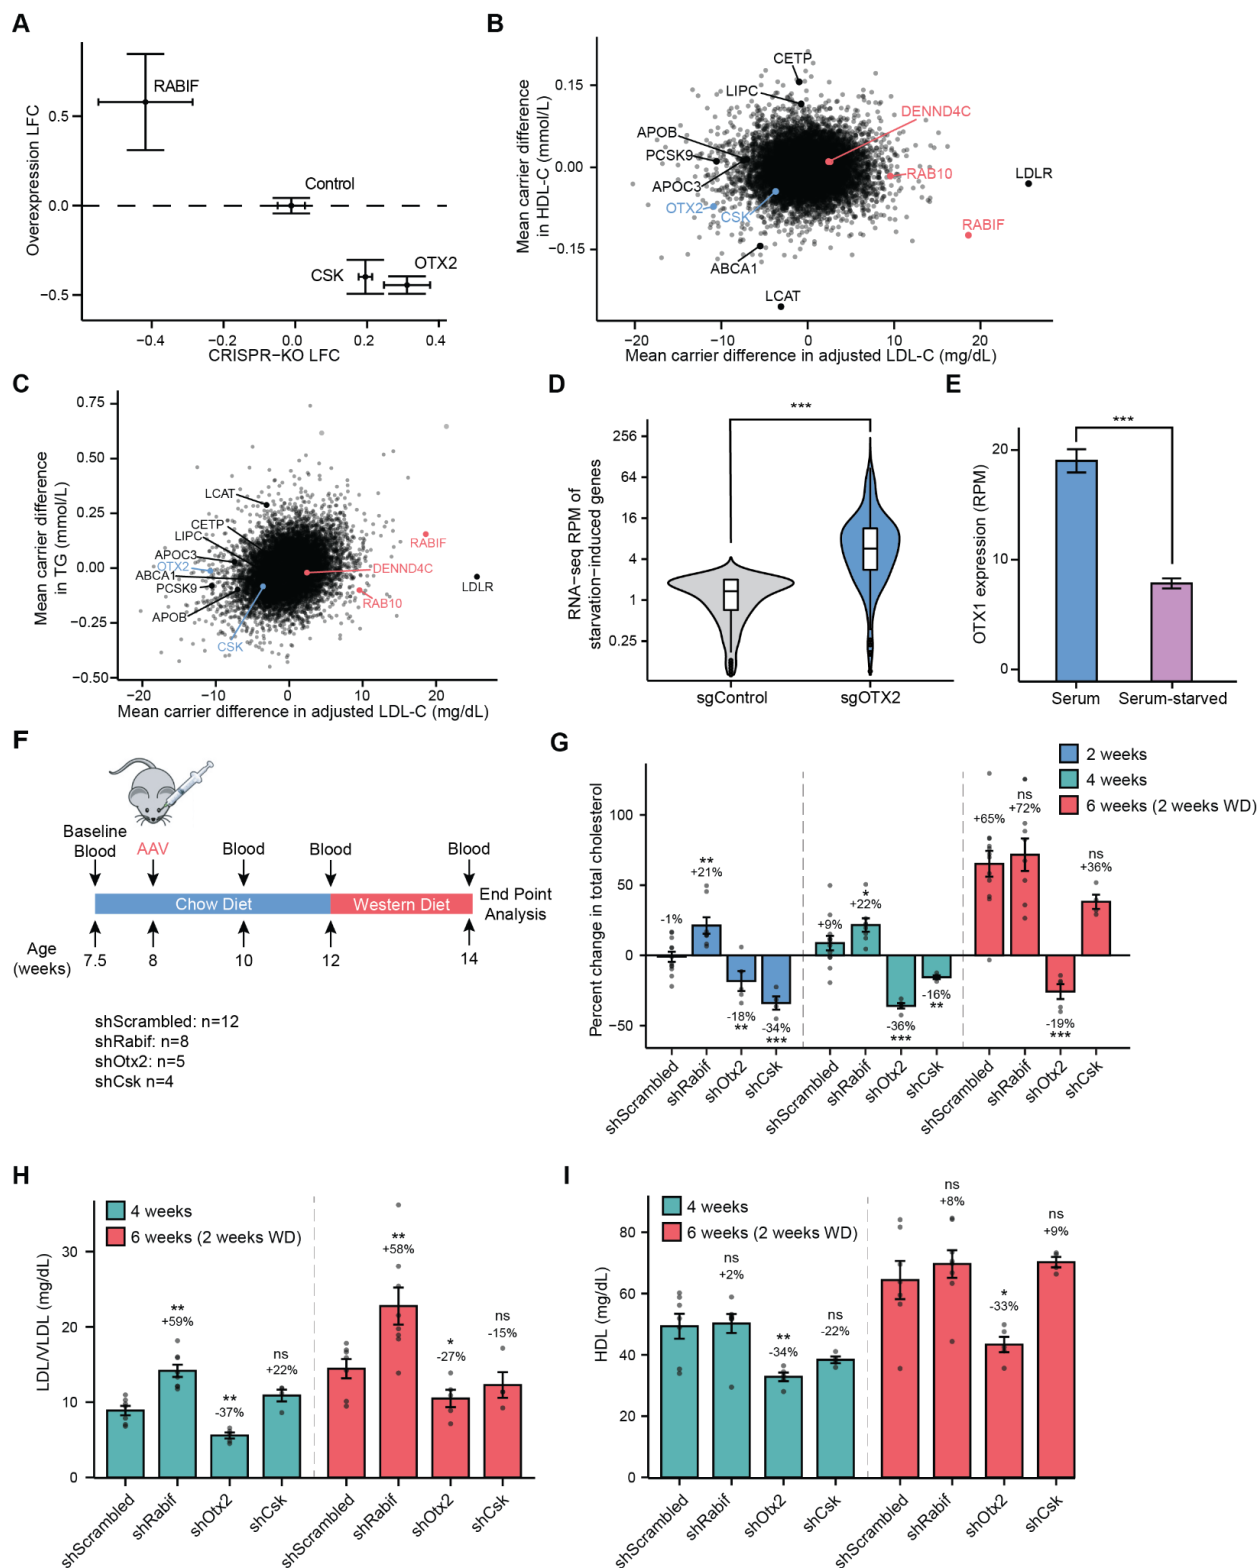 A
Overexpression LFC
0.5
0.0
−0.5
RABIF
Control
CSK
OTX2
−0.4
−0.2
0.0
0.2
0.4
CRISPR−KO LFC
B
Mean carrier difference
in HDL-C (mmol/L)
0.15
0.00
−0.15
CETP
LIPC
DENND4C
APOB
PCSK9
RAB10
LDLR
APOC3
OTX2
CSK
RABIF
ABCA1
LCAT
−20
−10
0
10
20
Mean carrier difference in adjusted LDL-C (mg/dL)
C
Mean carrier difference
in TG (mmol/L)
0.75
0.50
0.25
0.00
−0.25
−0.50
LCAT
CETP
LIPC
APOC3
OTX2
ABCA1
PCSK9
APOB
CSK
RABIF
DENND4C
LDLR
RAB10
−20
−10
0
10
20
Mean carrier difference in adjusted LDL-C (mg/dL)
D
RNA−seq RPM of
starvation−induced genes
256
64
16
4
1
0.25
***
sgControl
sgOTX2
E
OTX1 expression (RPM)
20
10
0
***
Serum
Serum-starved
F
Baseline
Blood
AAV
Blood
Blood
Blood
Chow Diet
Western Diet
End Point
Analysis
Age
(weeks)
7.5
8
10
12
14
shScrambled: n=12
shRabif: n=8
shOtx2: n=5
shCsk n=4
G
2 weeks
4 weeks
6 weeks (2 weeks WD)
Percent change in total cholesterol
100
50
0
−50
-1%
**
+21%
-18%
**
-34%
***
+9%
*
+22%
-36%
***
-16%
**
+65%
ns
+72%
-19%
***
ns
+36%
shScrambled
shRabif
shOtx2
shCsk
shScrambled
shRabif
shOtx2
shCsk
shScrambled
shRabif
shOtx2
shCsk
H
4 weeks
6 weeks (2 weeks WD)
LDL/VLDL (mg/dL)
30
20
10
0
**
+59%
**
-37%
ns
+22%
**
+58%
*
-27%
ns
-15%
shScrambled
shRabif
shOtx2
shCsk
shScrambled
shRabif
shOtx2
shCsk
I
4 weeks
6 weeks (2 weeks WD)
HDL (mg/dL)
80
60
40
20
0
ns
+2%
**
-34%
ns
-22%
ns
+8%
*
-33%
ns
+9%
shScrambled
shRabif
shOtx2
shCsk
shScrambled
shRabif
shOtx2
shCsk